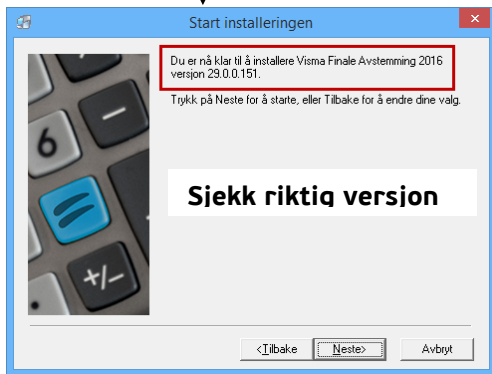 Start installeringen
Du er nå klar til å installere Visma Finale Avstemming 2016
versjon 29.0.0.151.
Trykk på Neste for å starte, eller Tilbake for å endre dine valg.
6
Sjekk riktig versjon
+/-
<Tilbake Neste> Avbryt